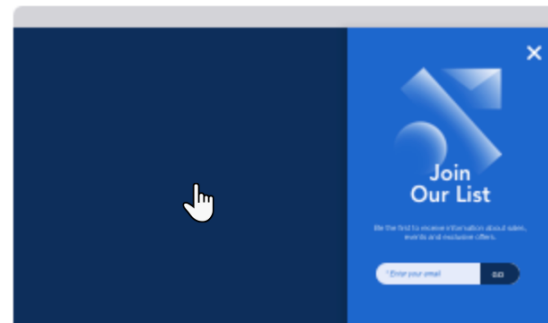 Join
Our List
Be the first to receive information about sales,
events and exclusive offers.
*Enter your email
GO